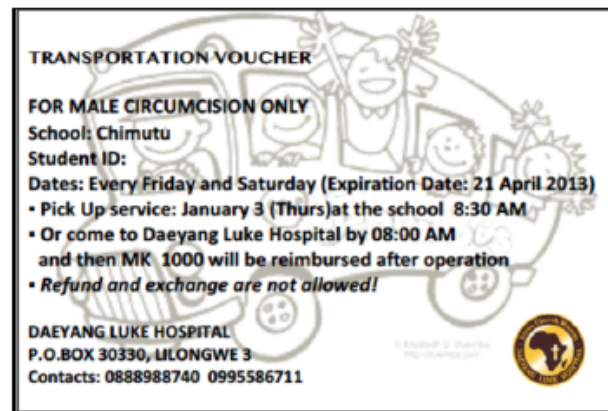 TRANSPORTATION VOUCHER
FOR MALE CIRCUMCISION ONLY
School: Chimutu
Student ID:
Dates: Every Friday and Saturday (Expiration Date: 21 April 2013)
▪ Pick Up service: January 3 (Thurs)at the school 8:30 AM
▪ Or come to Daeyang Luke Hospital by 08:00 AM
and then MK 1000 will be reimbursed after operation
▪ Refund and exchange are not allowed!
DAEYANG LUKE HOSPITAL
P.O.BOX 30330, LILONGWE 3
Contacts: 0888988740 0995586711